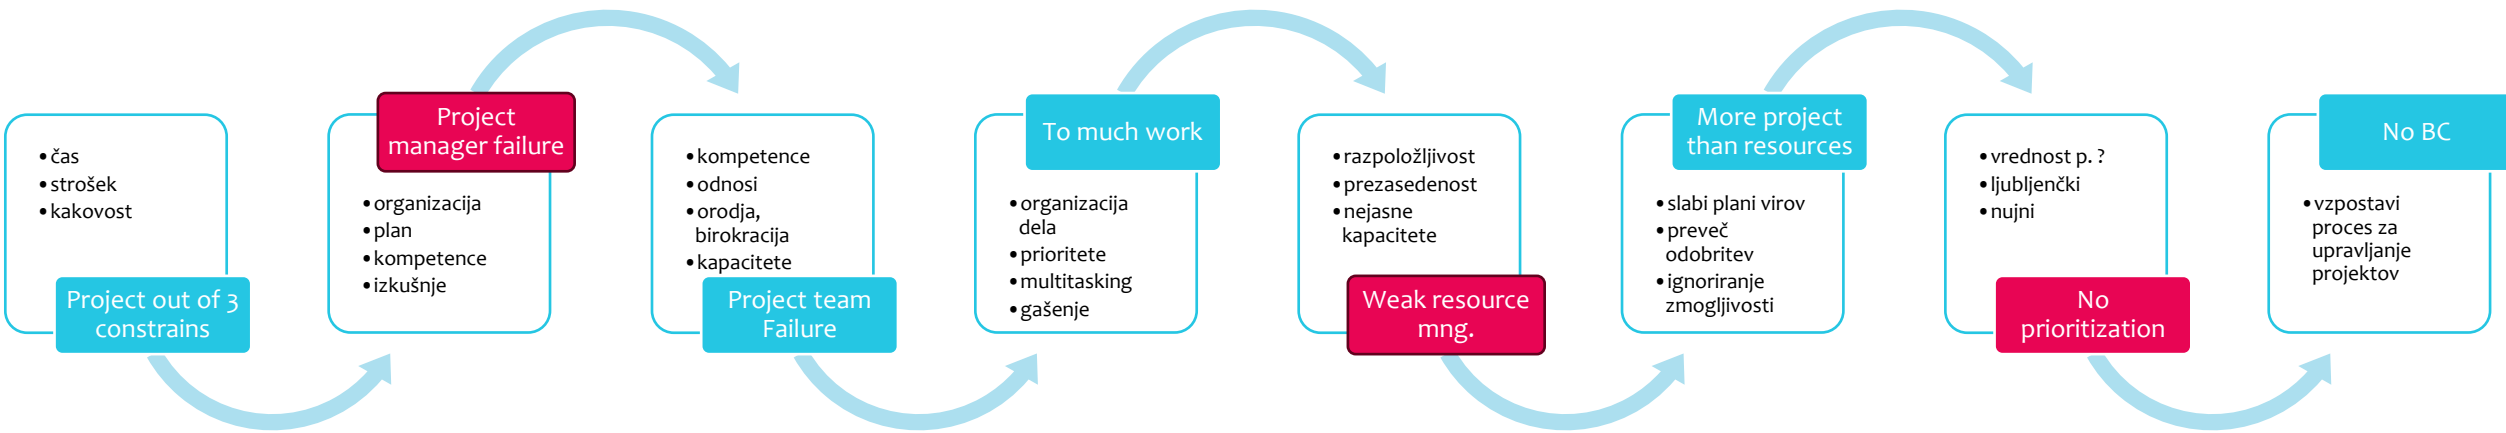 • čas
• strošek
• kakovost
Project out of 3
constrains
Project
manager failure
• organizacija
• plan
• kompetence
• izkušnje
• kompetence
• odnosi
• orodja,
birokracija
• kapacitete
Project team
Failure
To much work
• organizacija
dela
• prioritete
• multitasking
• gašenje
• razpoložljivost
• prezasedenost
• nejasne
kapacitete
Weak resource
mng.
More project
than resources
• slabi plani virov
• preveč
odobritev
• ignoriranje
zmogljivosti
• vrednost p. ?
• ljubljenčki
• nujni
No
prioritization
No BC
• vzpostavi
proces za
upravljanje
projektov